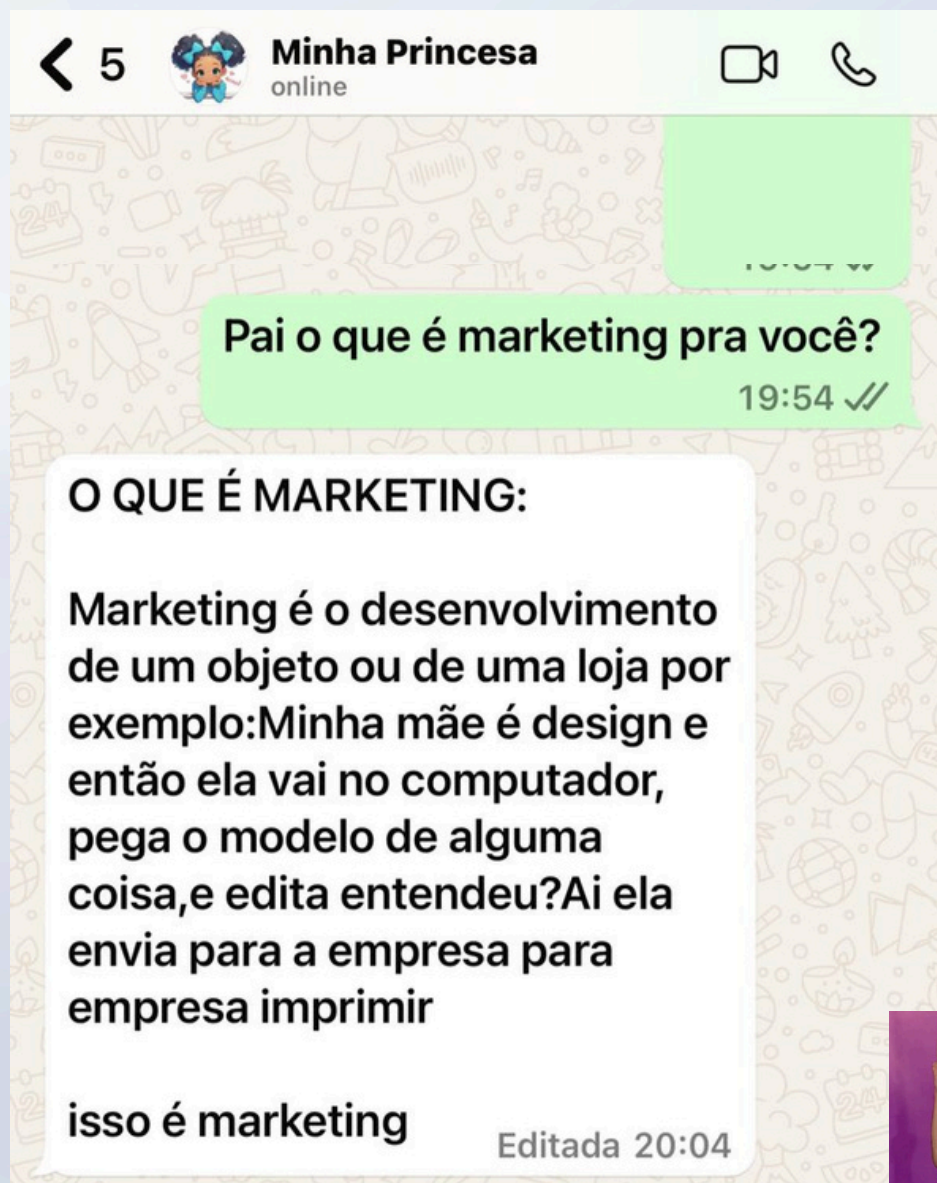 5
Minha Princesa
online
Pai o que é marketing pra você?
19:54
O QUE É MARKETING:
Marketing é o desenvolvimento
de um objeto ou de uma loja por
exemplo:Minha mãe é design e
então ela vai no computador,
pega o modelo de alguma
coisa,e edita entendeu?Ai ela
envia para a empresa para
empresa imprimir
isso é marketing
Editada 20:04